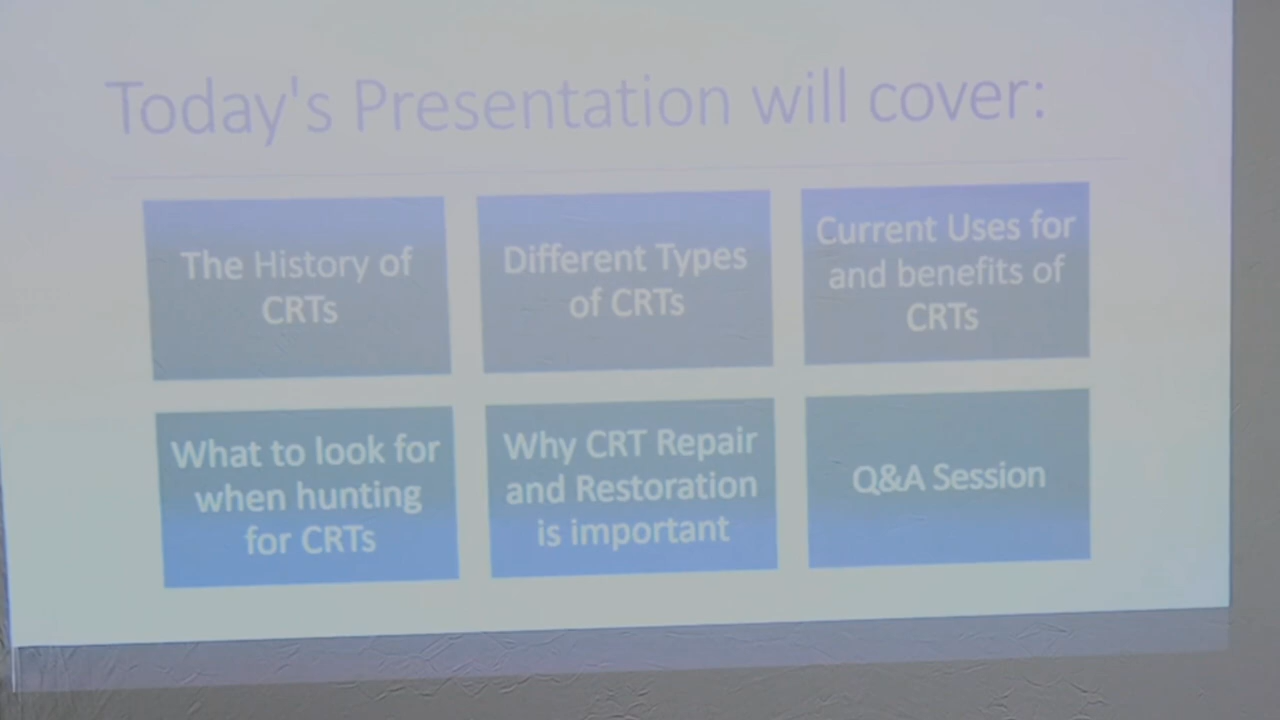 Today's Presentation will cover:
The History of
CRTs
Different Types
of CRTs
Current Uses for
and benefits of
CRTs
What to look for
when hunting
for CRTs
Why CRT Repair
and Restoration
is important
Q&A Session